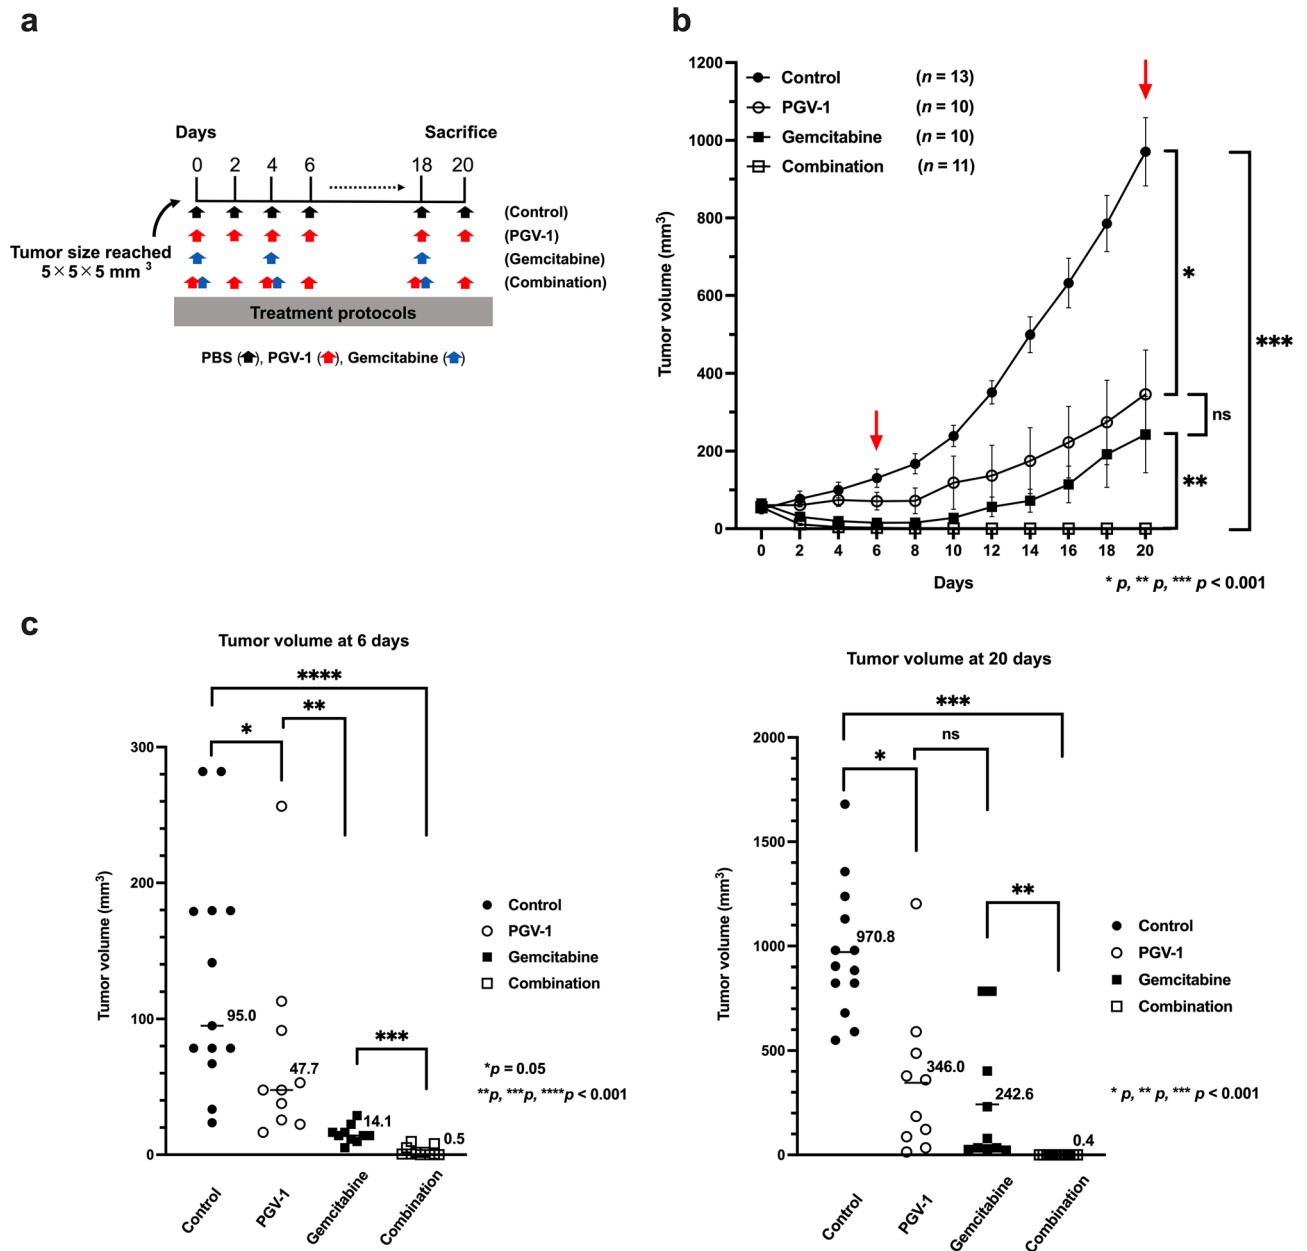 a
Days
Sacrifice
0 2 4 6 18 20
(Control)
(PGV-1)
(Gemcitabine)
(Combination)
Tumor size reached
5×5×5 mm³
Treatment protocols
PBS (), PGV-1 (), Gemcitabine ()
b
Control (n = 13)
PGV-1 (n = 10)
Gemcitabine (n = 10)
Combination (n = 11)
Tumor volume (mm³)
1200
1000
800
600
400
200
0
0 2 4 6 8 10 12 14 16 18 20
Days
*
***
ns
**
* p, ** p, *** p < 0.001
c
Tumor volume at 6 days
****
**
*
***
Tumor volume (mm³)
300
200
100
0
95.0
47.7
14.1
0.5
Control
PGV-1
Gemcitabine
Combination
*p = 0.05
**p, ***p, ****p < 0.001
Control
PGV-1
Gemcitabine
Combination
Tumor volume at 20 days
***
ns
*
**
Tumor volume (mm³)
2000
1500
1000
500
0
970.8
346.0
242.6
0.4
Control
PGV-1
Gemcitabine
Combination
* p, ** p, *** p < 0.001
Control
PGV-1
Gemcitabine
Combination